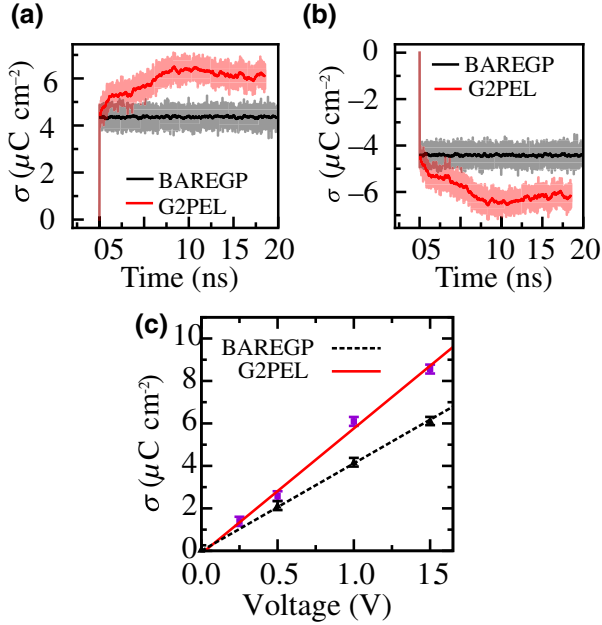 (a)
6
4
2
0
σ (μC cm⁻²)
BAREGP
G2PEL
05 10 15 20
Time (ns)
(b)
0
−2
−4
−6
σ (μC cm⁻²)
BAREGP
G2PEL
05 10 15 20
Time (ns)
(c)
10
8
6
4
2
0
σ (μC cm⁻²)
BAREGP
G2PEL
0.0 0.5 1.0 15
Voltage (V)